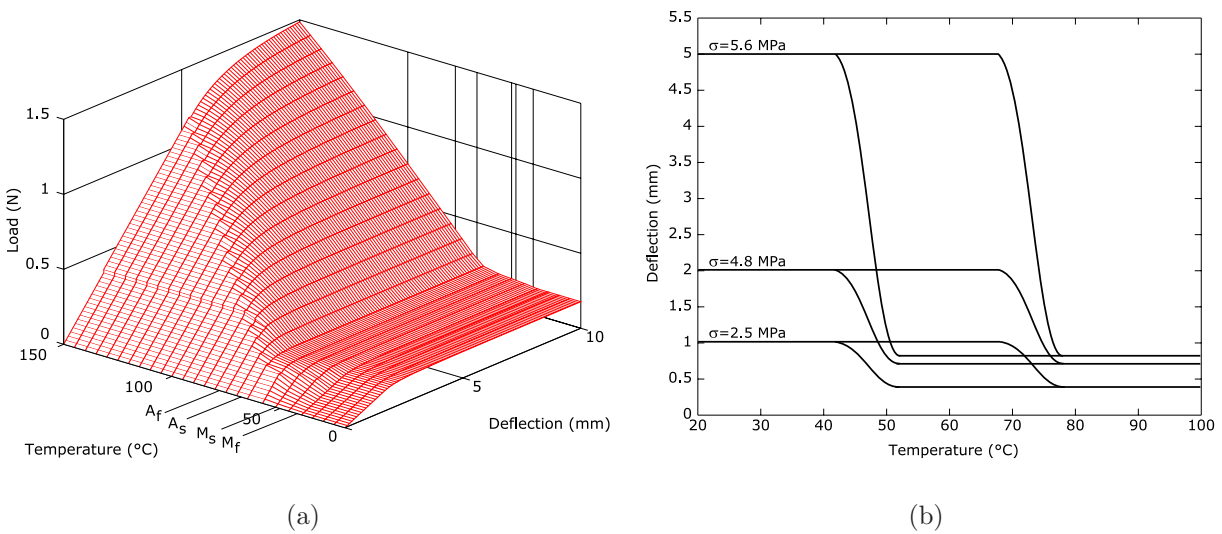 1.5
1
0.5
0
Load (N)
150
100
50
0
A_f
A_s
M_s
M_f
Temperature (°C)
10
5
Deflection (mm)
(a)
5.5
5
4.5
4
3.5
3
2.5
2
1.5
1
0.5
0
Deflection (mm)
σ=5.6 MPa
σ=4.8 MPa
σ=2.5 MPa
20 30 40 50 60 70 80 90 100
Temperature (°C)
(b)